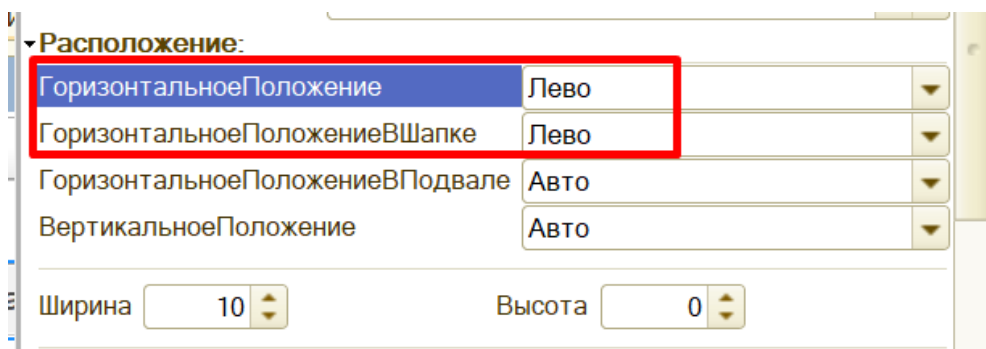 Расположение:
ГоризонтальноеПоложение Лево
ГоризонтальноеПоложениеВШапке Лево
ГоризонтальноеПоложениеВПодвале Авто
ВертикальноеПоложение Авто
Ширина 10 Высота 0